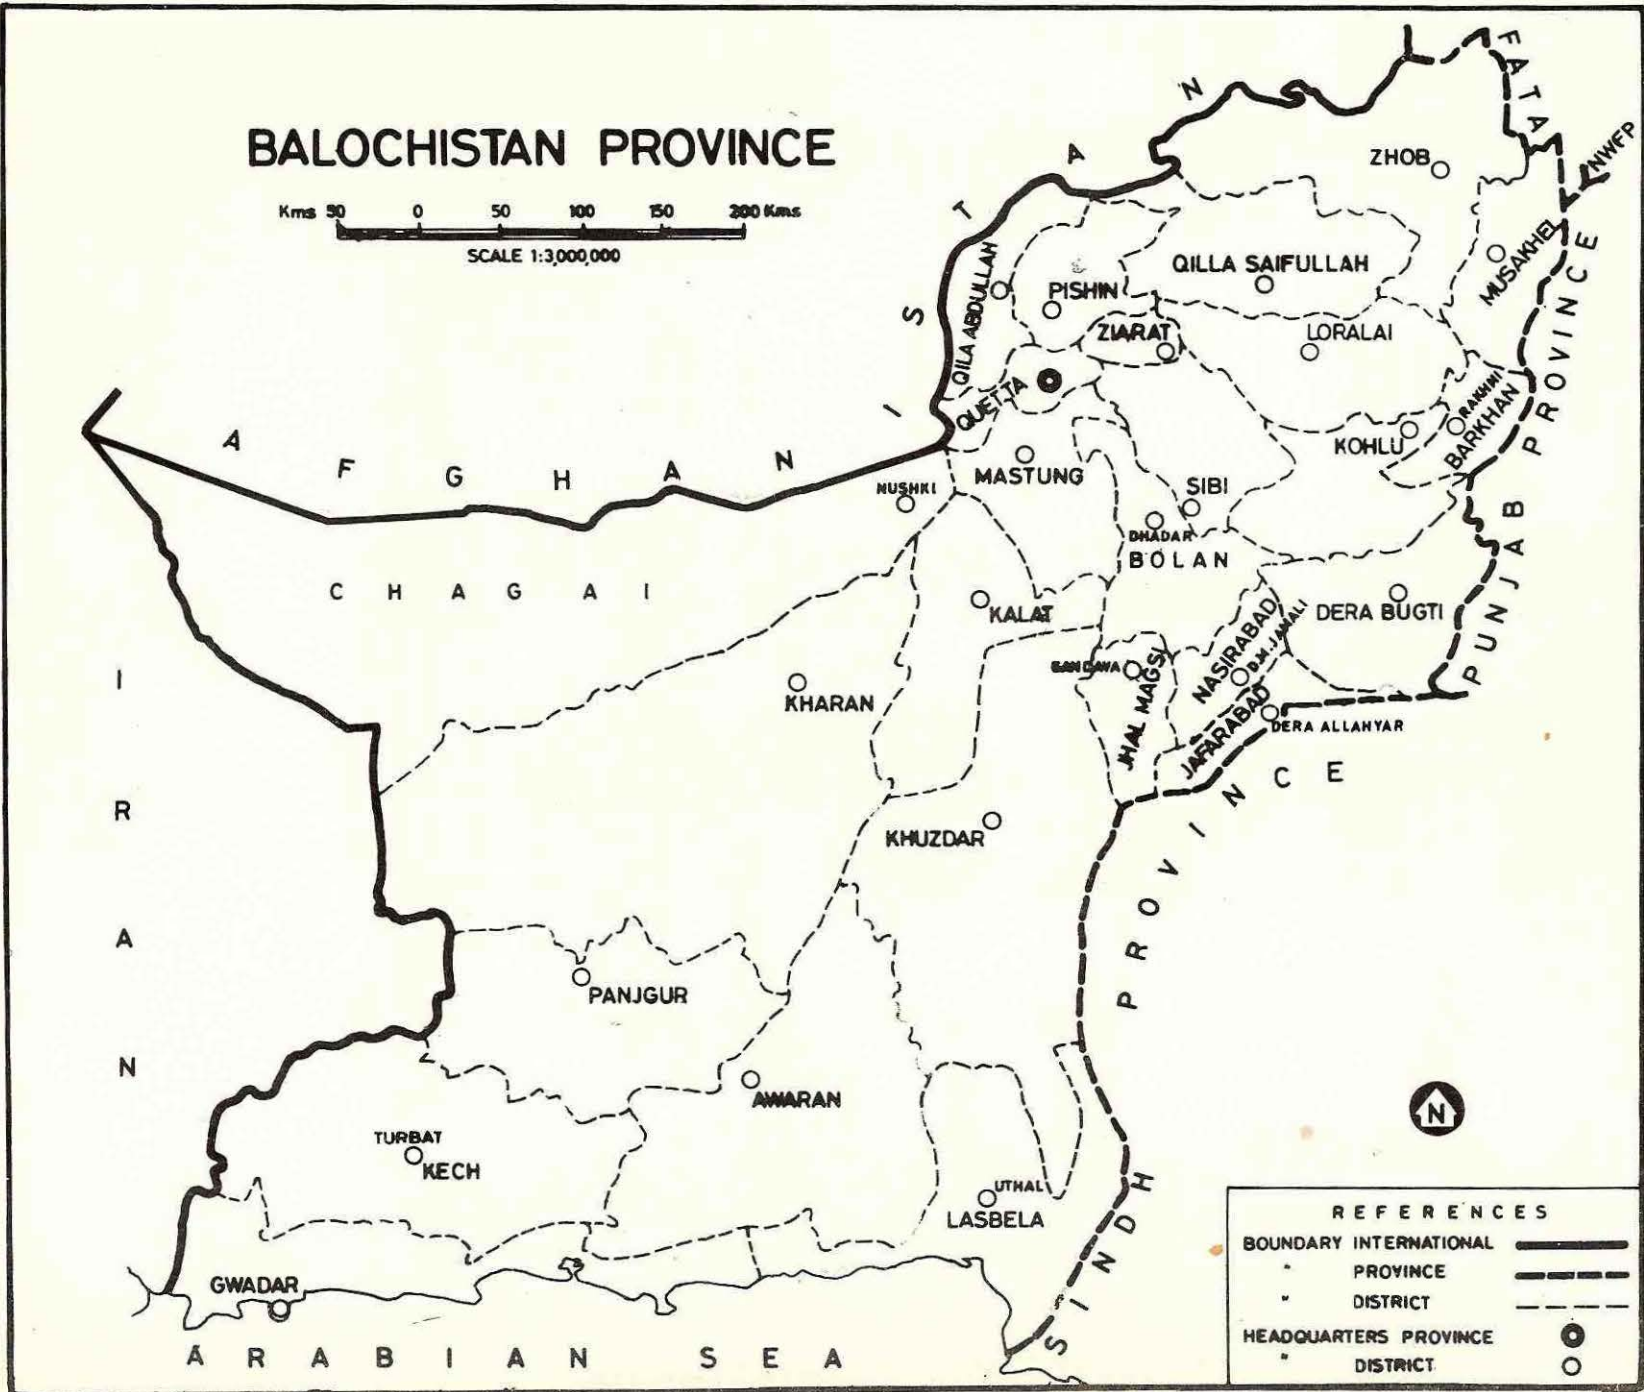 BALOCHISTAN PROVINCE
Kms 50 0 50 100 150 200 Kms
SCALE 1:3,000,000
AFGHANISTAN
FATA
NWFP
ZHOB
MUSAKHEL
QILLA SAIFULLAH
QILA ABDULLAH
PISHIN
ZIARAT
LORALAI
PUNJAB PROVINCE
QUETTA
RAKHNI
BARKHAN
KOHLU
MASTUNG
NUSHKI
SIBI
DHADAR
BOLAN
CHAGAI
KALAT
DERA BUGTI
NASIRABAD
D.M. JAMALI
GANDAVA
JHAL MAGSI
KHARAN
JAFARABAD
DERA ALLAHYAR
IRAN
KHUZDAR
SINDH PROVINCE
PANJGUR
AWARAN
TURBAT
KECH
UTHAL
LASBELA
GWADAR
ARABIAN SEA
N
REFERENCES
BOUNDARY INTERNATIONAL
" PROVINCE
" DISTRICT
HEADQUARTERS PROVINCE
" DISTRICT